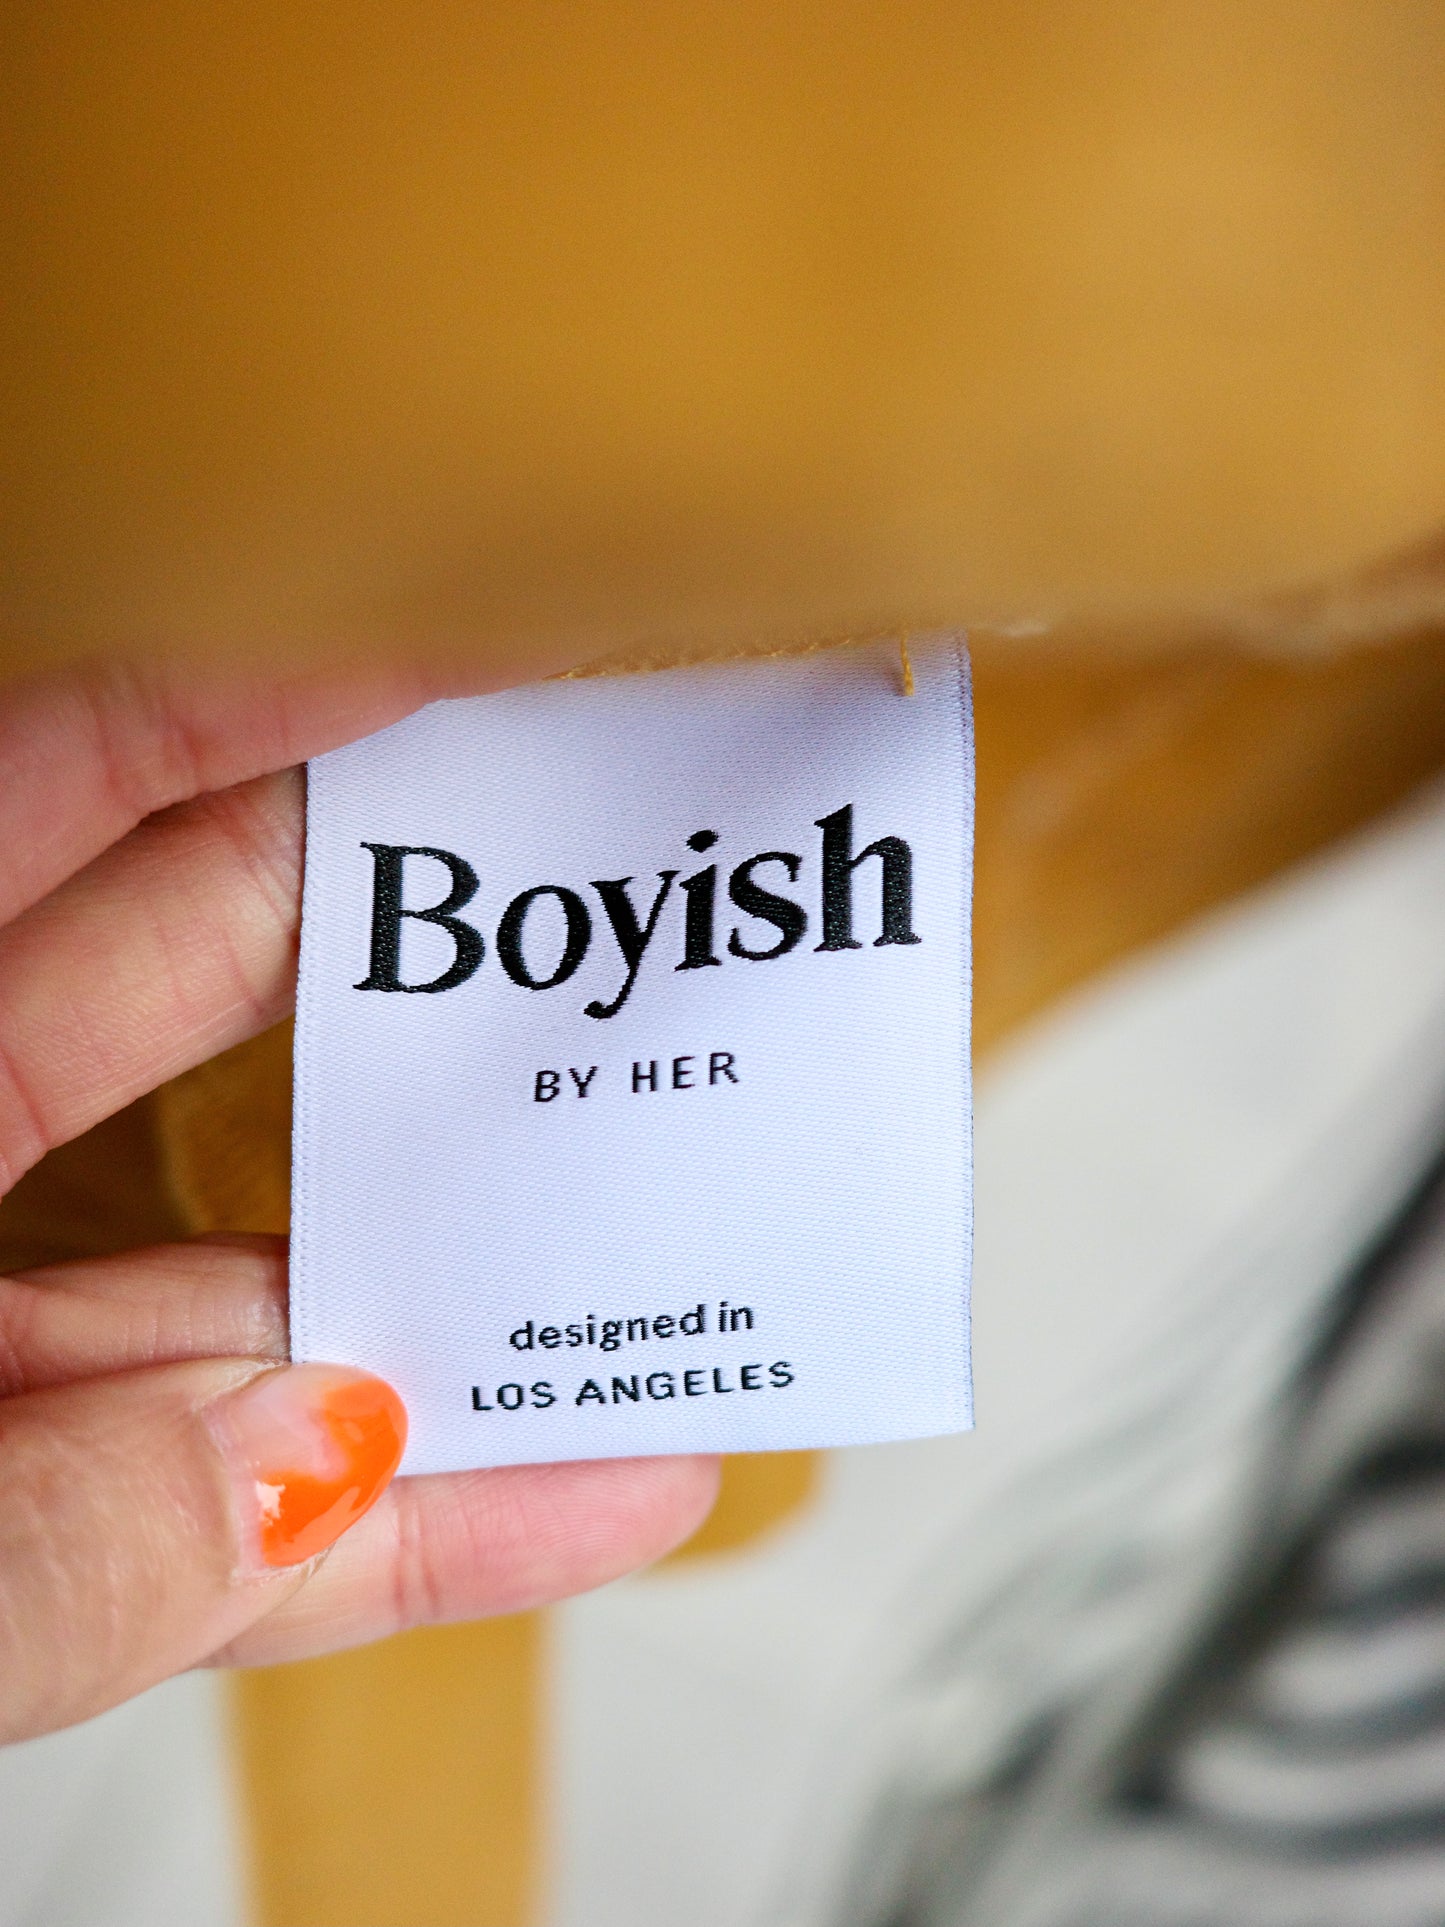 Boyish
BY HER
designed in
LOS ANGELES